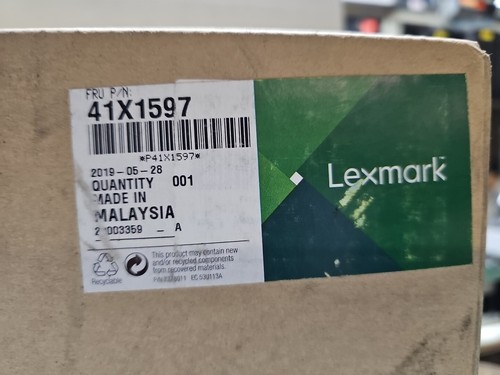 FRU P/N:
41X1597
*P41X1597*
2019-05-28
QUANTITY 001
MADE IN
MALAYSIA
A
Lexmark
This product may contain new
and/or recycled components
from recovered materials.
Recyclable